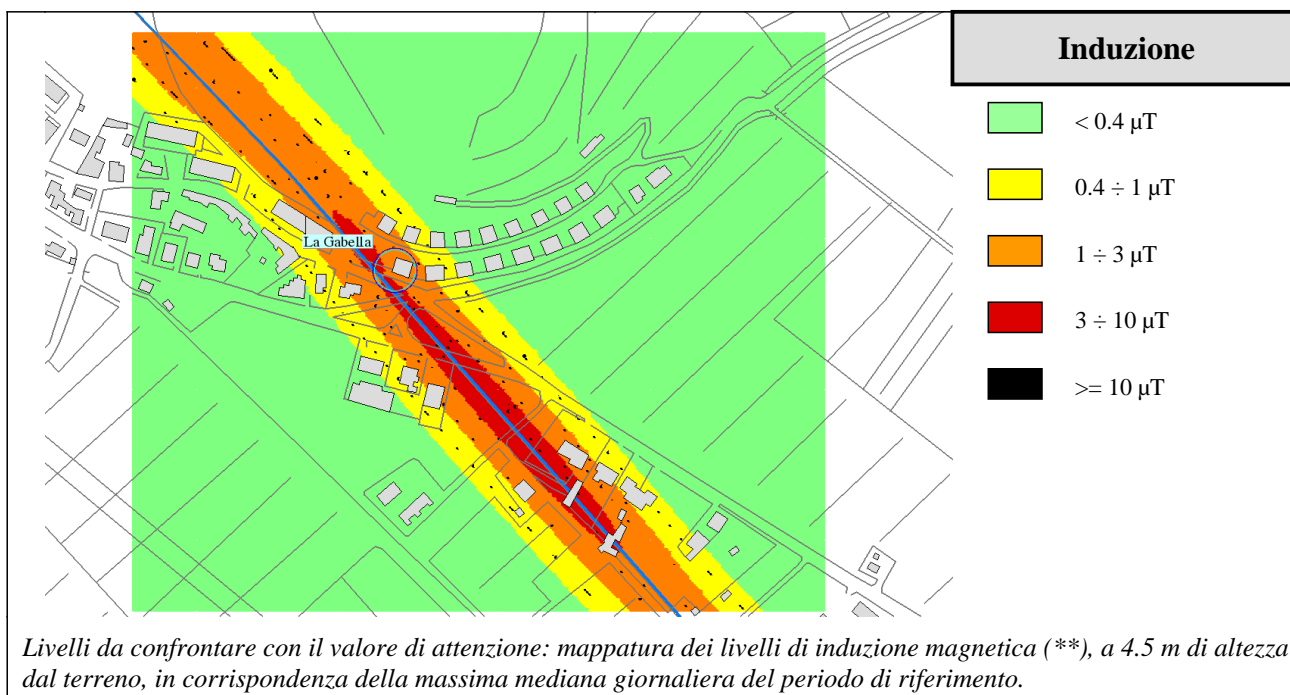 Induzione
< 0.4 µT
0.4 ÷ 1 µT
1 ÷ 3 µT
3 ÷ 10 µT
>= 10 µT
La Gabella
Livelli da confrontare con il valore di attenzione: mappatura dei livelli di induzione magnetica (**), a 4.5 m di altezza
dal terreno, in corrispondenza della massima mediana giornaliera del periodo di riferimento.